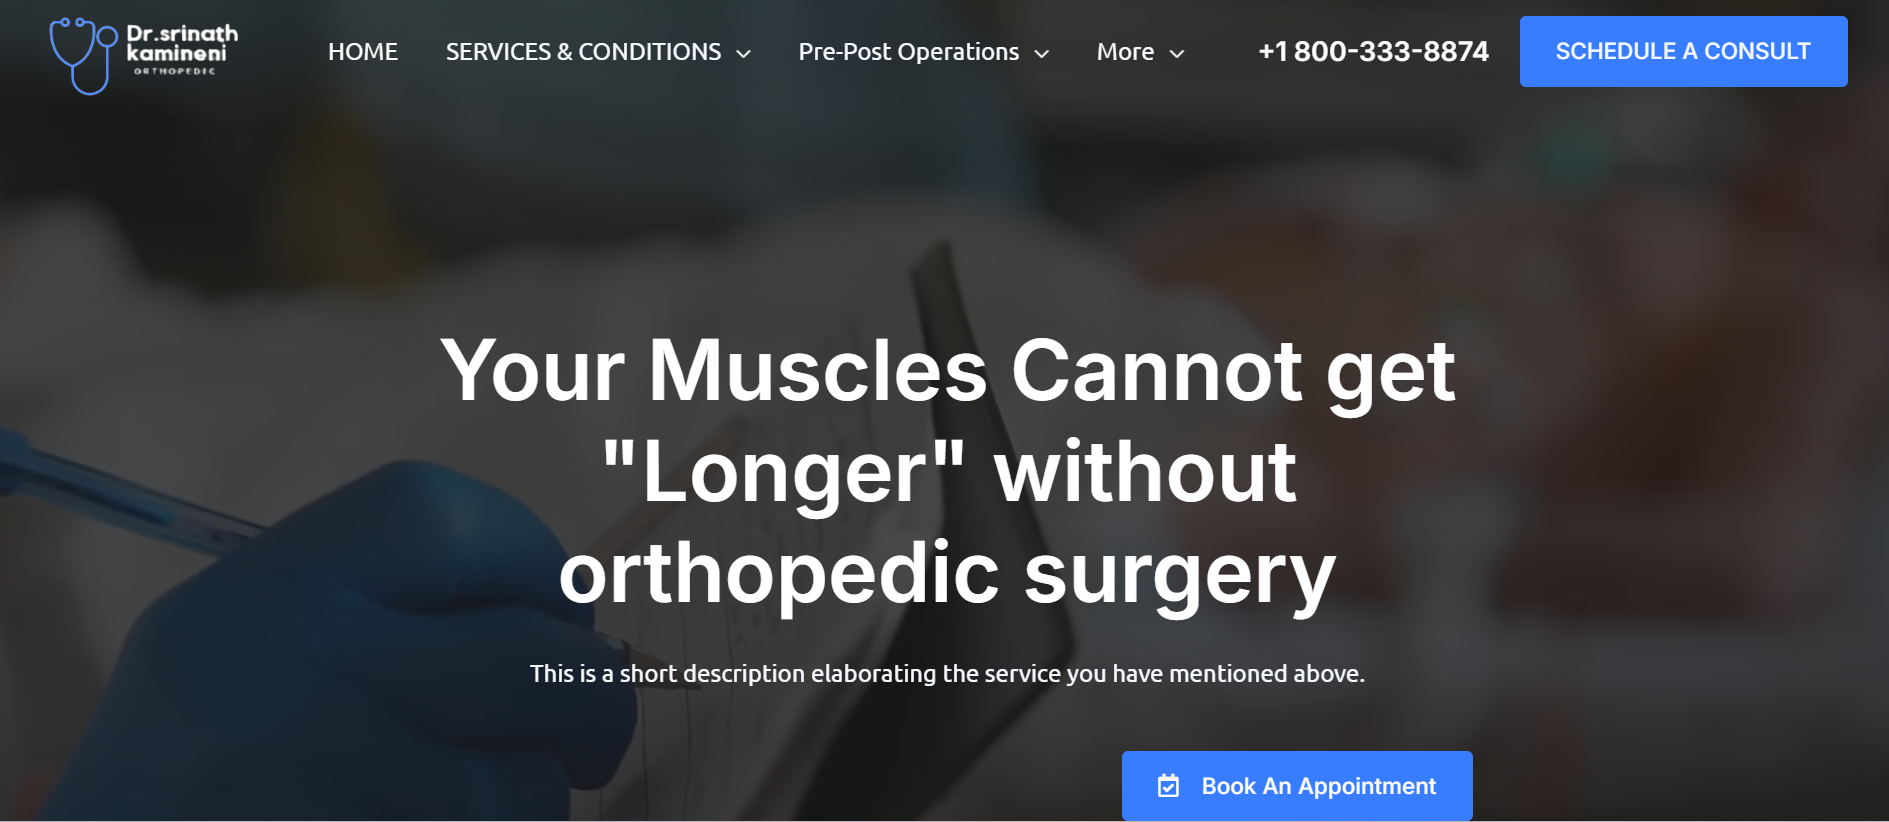 Dr.srinath
kamineni
ORTHOPEDIC
HOME
SERVICES & CONDITIONS
Pre-Post Operations
More
+1 800-333-8874
SCHEDULE A CONSULT
Your Muscles Cannot get
"Longer" without
orthopedic surgery
This is a short description elaborating the service you have mentioned above.
Book An Appointment